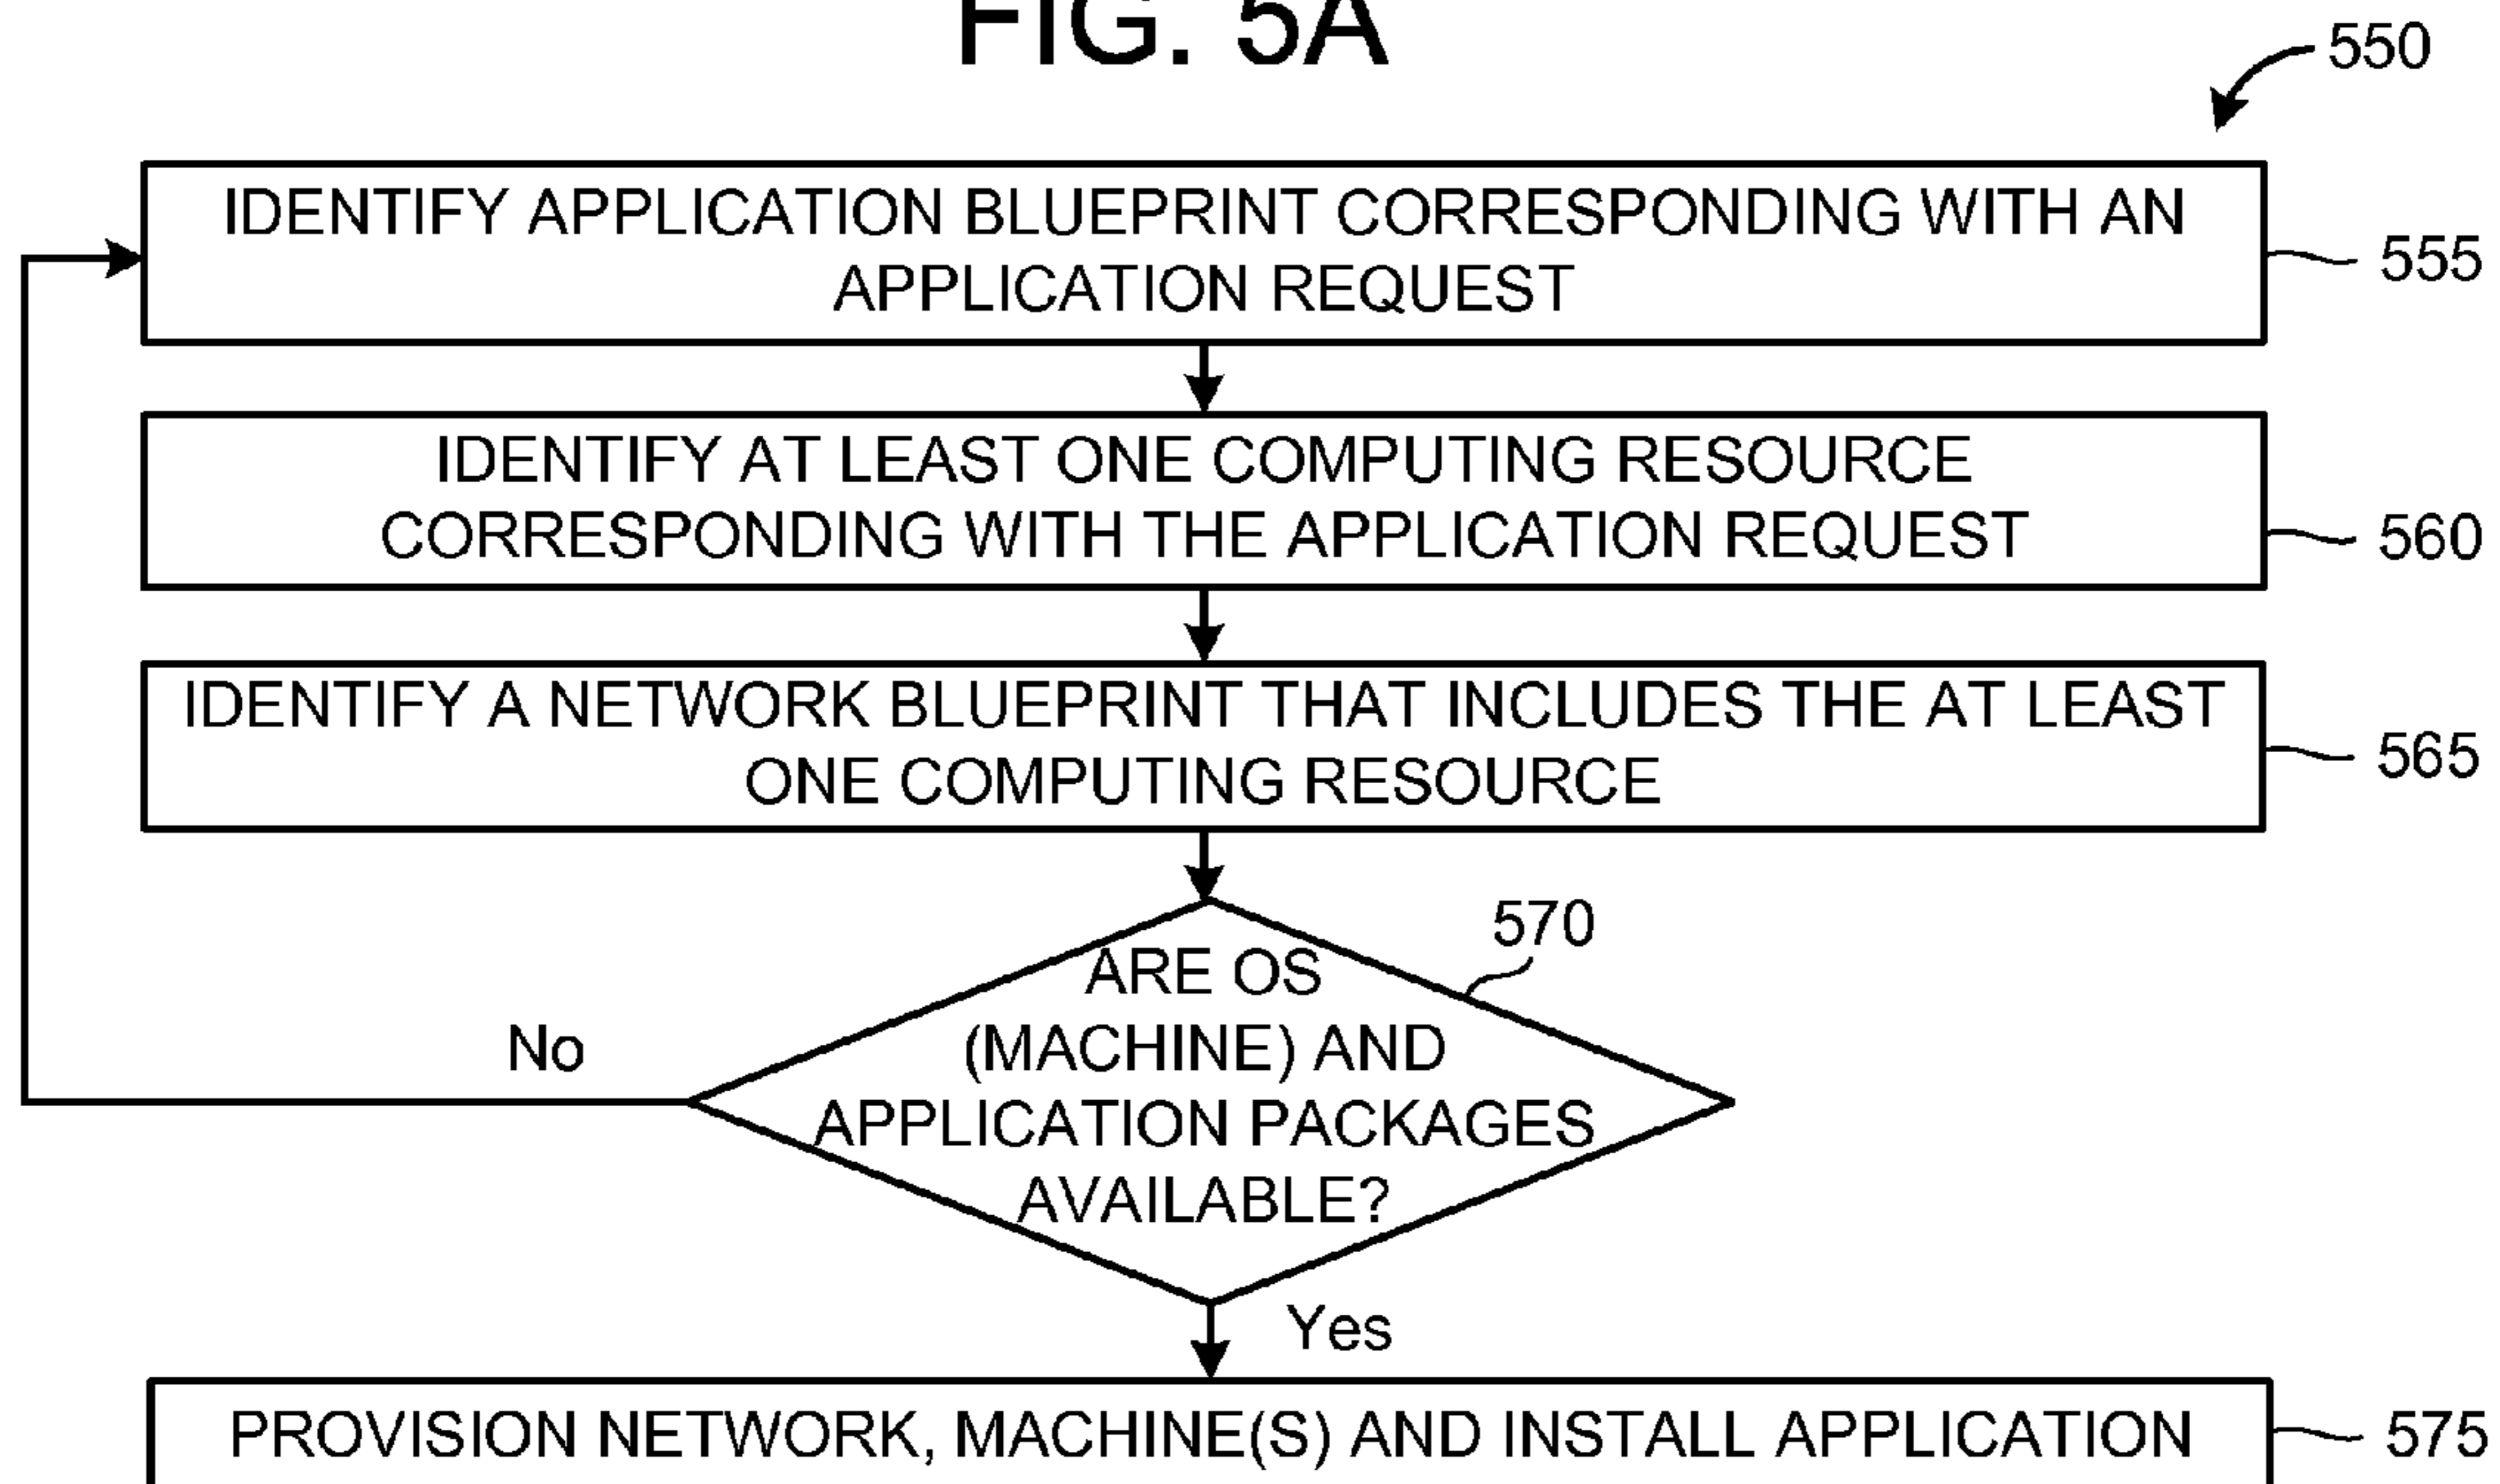 FIG. 5A
550
IDENTIFY APPLICATION BLUEPRINT CORRESPONDING WITH AN
APPLICATION REQUEST
555
IDENTIFY AT LEAST ONE COMPUTING RESOURCE
CORRESPONDING WITH THE APPLICATION REQUEST
560
IDENTIFY A NETWORK BLUEPRINT THAT INCLUDES THE AT LEAST
ONE COMPUTING RESOURCE
565
570
ARE OS
(MACHINE) AND
APPLICATION PACKAGES
AVAILABLE?
No
Yes
PROVISION NETWORK, MACHINE(S) AND INSTALL APPLICATION
575